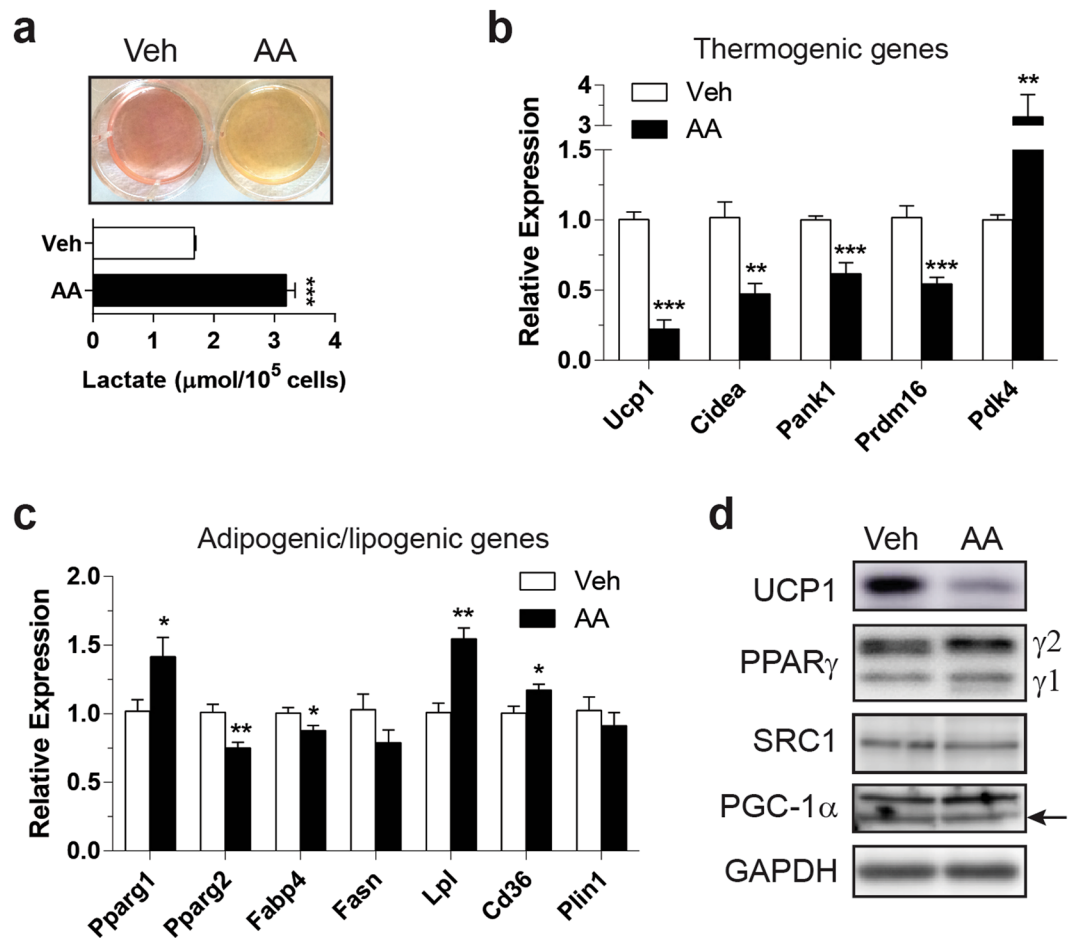 a
Veh AA
Veh
AA
***
0 1 2 3 4
Lactate (μmol/10⁵ cells)
b
Thermogenic genes
Relative Expression
4
3
1.5
1.0
0.5
0.0
Veh
AA
***
**
***
***
**
Ucp1
Cidea
Pank1
Prdm16
Pdk4
c
Adipogenic/lipogenic genes
Relative Expression
2.0
1.5
1.0
0.5
0.0
Veh
AA
*
**
*
**
*
Pparg1
Pparg2
Fabp4
Fasn
Lpl
Cd36
Plin1
d
Veh AA
UCP1
PPARγ
γ2
γ1
SRC1
PGC-1α
GAPDH